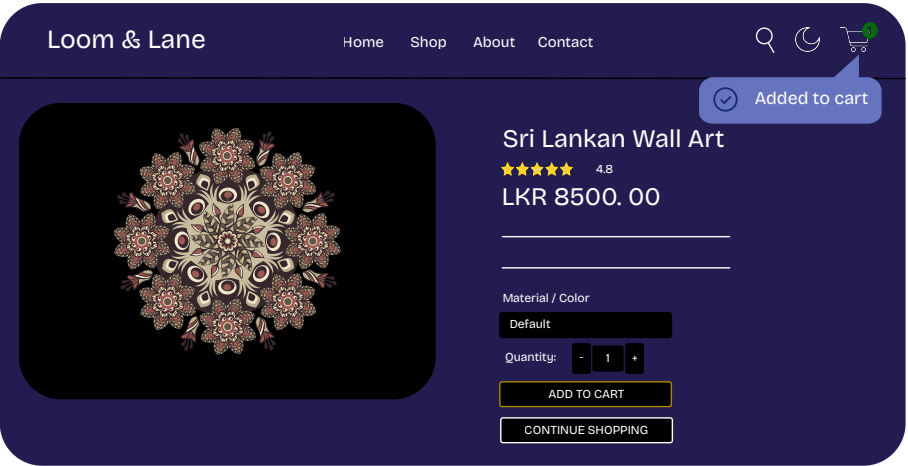 Loom & Lane
Home Shop About Contact
1
Added to cart
Sri Lankan Wall Art
4.8
LKR 8500. 00
Material / Color
Default
Quantity: - 1 +
ADD TO CART
CONTINUE SHOPPING